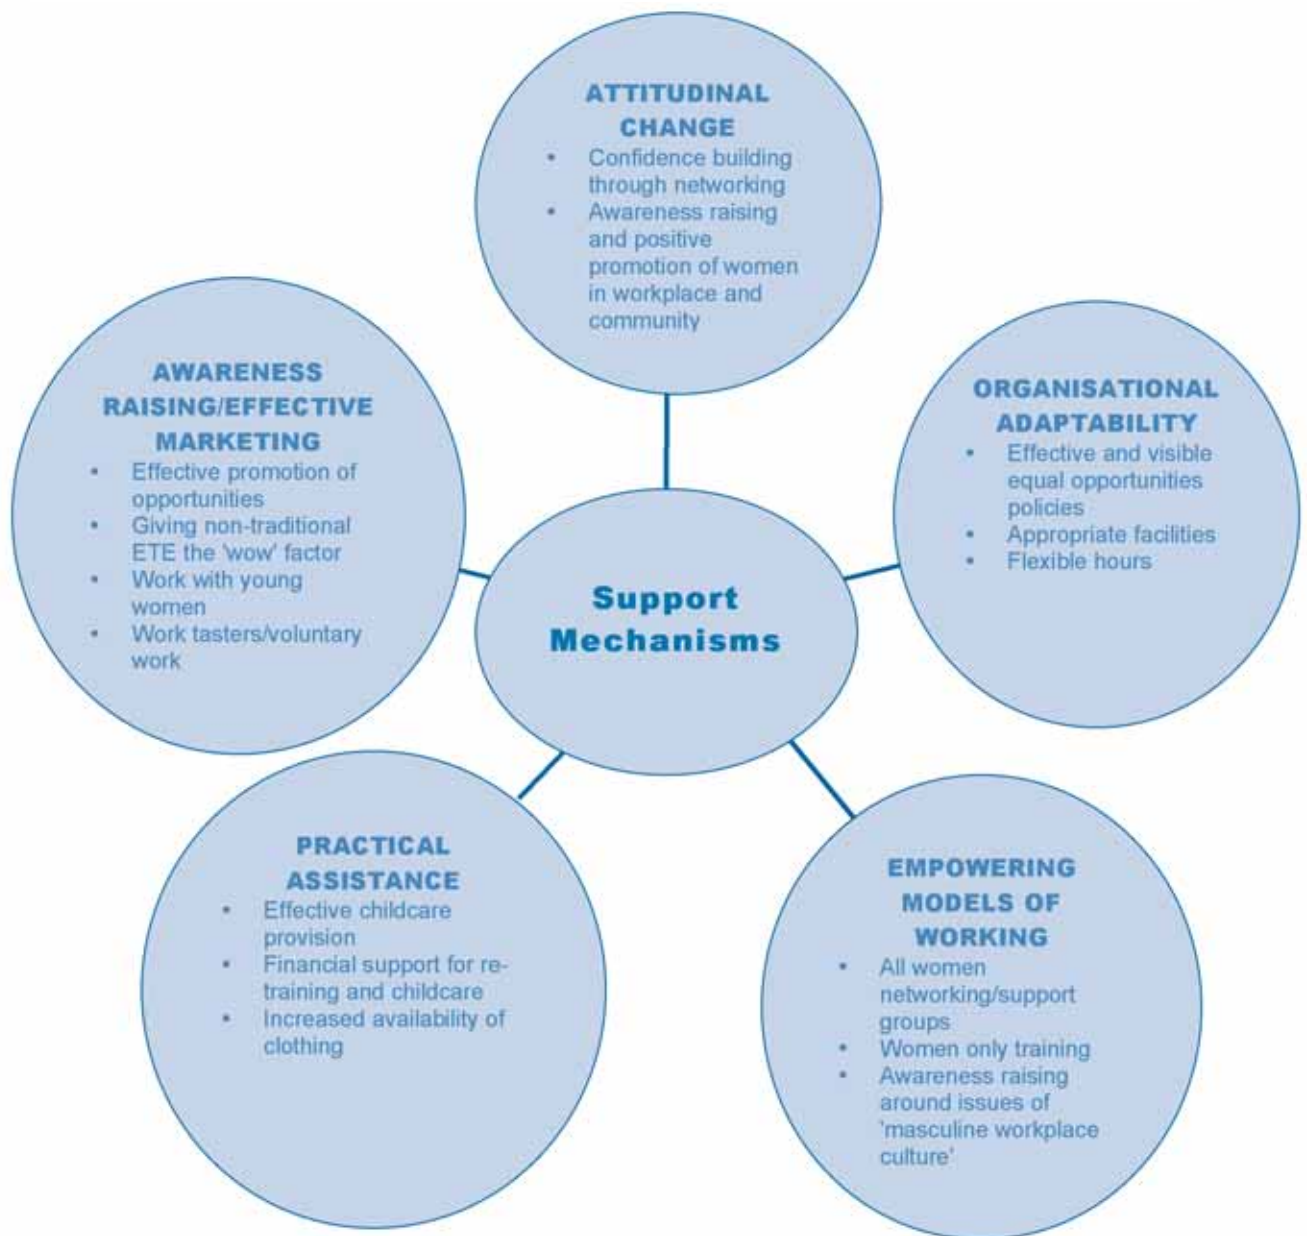 ATTITUDINAL
CHANGE
• Confidence building
through networking
• Awareness raising
and positive
promotion of women
in workplace and
community
AWARENESS
RAISING/EFFECTIVE
MARKETING
• Effective promotion of
opportunities
• Giving non-traditional
ETE the 'wow' factor
• Work with young
women
• Work tasters/voluntary
work
ORGANISATIONAL
ADAPTABILITY
• Effective and visible
equal opportunities
policies
• Appropriate facilities
• Flexible hours
Support
Mechanisms
PRACTICAL
ASSISTANCE
• Effective childcare
provision
• Financial support for re-
training and childcare
• Increased availability of
clothing
EMPOWERING
MODELS OF
WORKING
• All women
networking/support
groups
• Women only training
• Awareness raising
around issues of
'masculine workplace
culture'